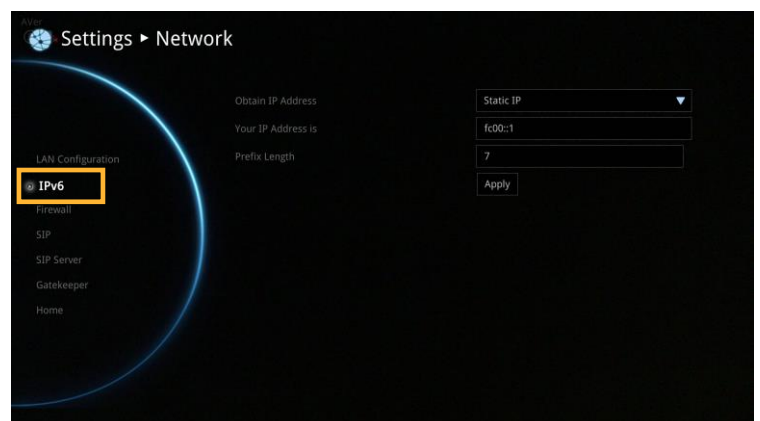 AVer
Settings ▸ Network
Obtain IP Address Static IP
Your IP Address is fc00::1
Prefix Length 7
Apply
LAN Configuration
IPv6
Firewall
SIP
SIP Server
Gatekeeper
Home